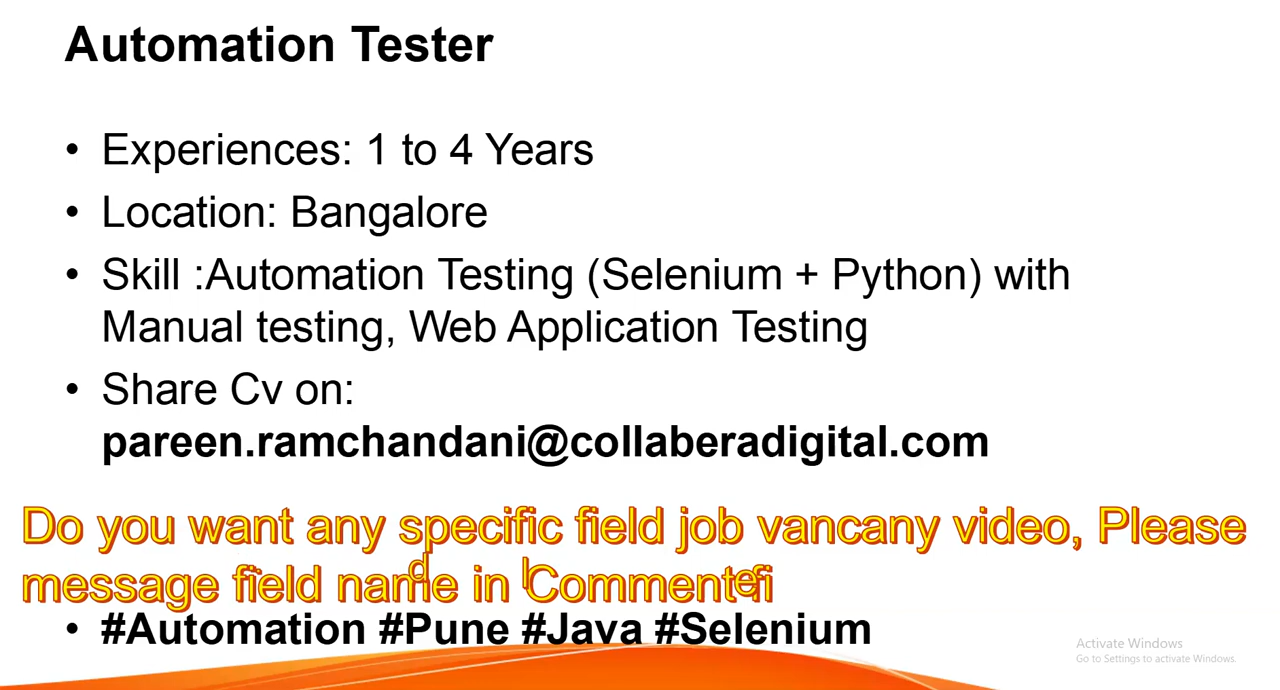 Automation Tester
• Experiences: 1 to 4 Years
• Location: Bangalore
• Skill :Automation Testing (Selenium + Python) with
Manual testing, Web Application Testing
• Share Cv on:
pareen.ramchandani@collaberadigital.com
Do you want any specific field job vancany video, Please
message field name in
• #Automation #Pune #Java #Selenium
Activate Windows
Go to Settings to activate Windows.